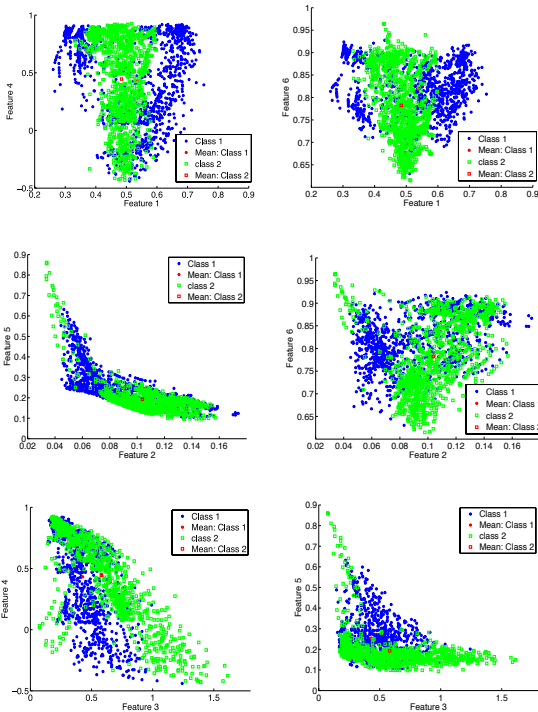 1
0.5
0
−0.5
0.2 0.3 0.4 0.5 0.6 0.7 0.8 0.9
Feature 1
Feature 4
Class 1
Mean: Class 1
class 2
Mean: Class 2
1
0.95
0.9
0.85
0.8
0.75
0.7
0.65
0.2 0.3 0.4 0.5 0.6 0.7 0.8 0.9
Feature 1
Feature 6
Class 1
Mean: Class 1
class 2
Mean: Class 2
0.9
0.8
0.7
0.6
0.5
0.4
0.3
0.2
0.1
0
0.02 0.04 0.06 0.08 0.1 0.12 0.14 0.16
Feature 2
Feature 5
Class 1
Mean: Class 1
class 2
Mean: Class 2
1
0.95
0.9
0.85
0.8
0.75
0.7
0.65
0.02 0.04 0.06 0.08 0.1 0.12 0.14 0.16
Feature 2
Feature 6
Class 1
Mean: Class
class 2
Mean: Class
1
0.5
0
−0.5
0 0.5 1 1.5
Feature 3
Feature 4
Class 1
Mean: Class 1
class 2
Mean: Class 2
0.9
0.8
0.7
0.6
0.5
0.4
0.3
0.2
0.1
0
0 0.5 1 1.5
Feature 3
Feature 5
Class 1
Mean: Class 1
class 2
Mean: Class 2